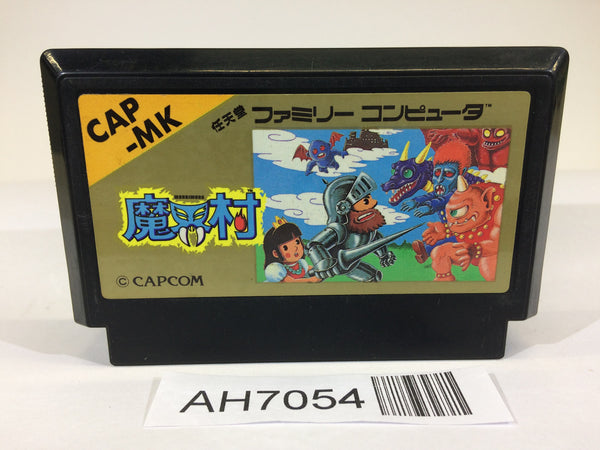 CAP
-MK
任天堂 ファミリー コンピュータ™
魔界村
© CAPCOM
AH7054